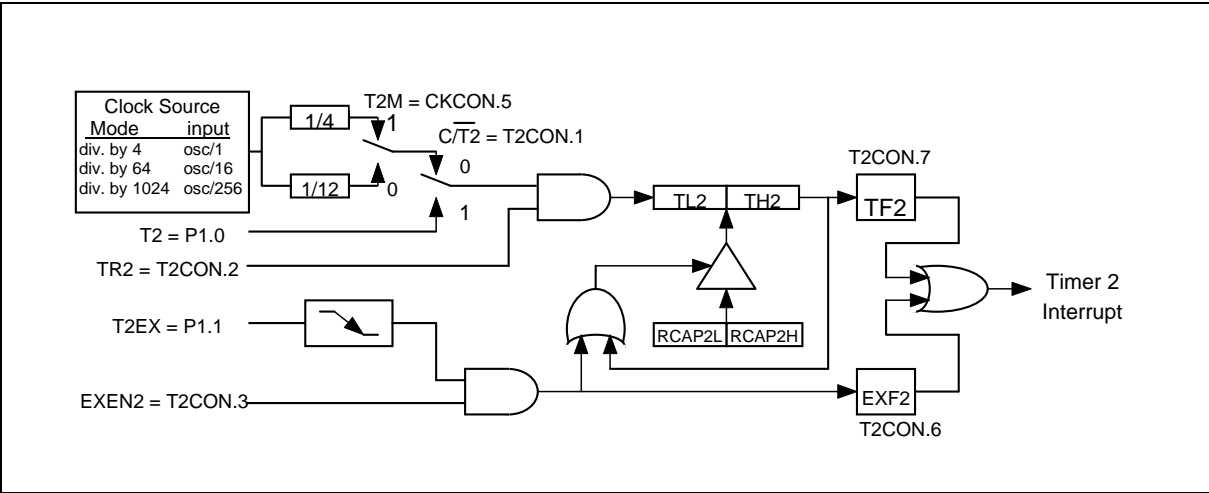 Clock Source
Mode input
div. by 4 osc/1
div. by 64 osc/16
div. by 1024 osc/256
1/4
1/12
T2M = CKCON.5
1
0
C/T2 = T2CON.1
0
1
T2 = P1.0
TR2 = T2CON.2
TL2 TH2
T2CON.7
TF2
Timer 2
Interrupt
T2EX = P1.1
RCAP2L RCAP2H
EXEN2 = T2CON.3
EXF2
T2CON.6